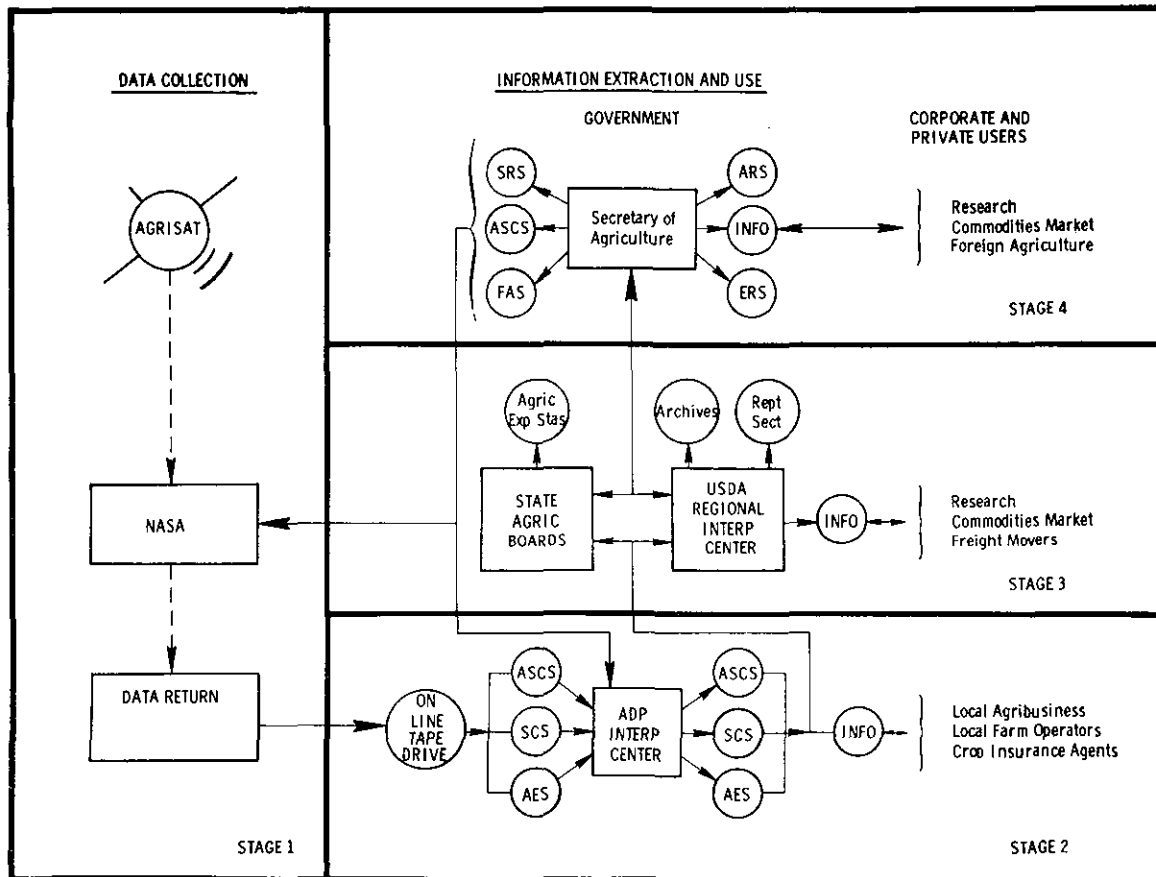 DATA COLLECTION
AGRISAT
NASA
DATA RETURN
STAGE 1
INFORMATION EXTRACTION AND USE
GOVERNMENT
CORPORATE AND
PRIVATE USERS
SRS
ASCS
FAS
Secretary of
Agriculture
ARS
INFO
ERS
Research
Commodities Market
Foreign Agriculture
STAGE 4
Agric
Exp Stas
Archives
Rept
Sect
STATE
AGRIC
BOARDS
USDA
REGIONAL
INTERP
CENTER
INFO
Research
Commodities Market
Freight Movers
STAGE 3
ON
LINE
TAPE
DRIVE
ASCS
SCS
AES
ADP
INTERP
CENTER
ASCS
SCS
AES
INFO
Local Agribusiness
Local Farm Operators
Crop Insurance Agents
STAGE 2